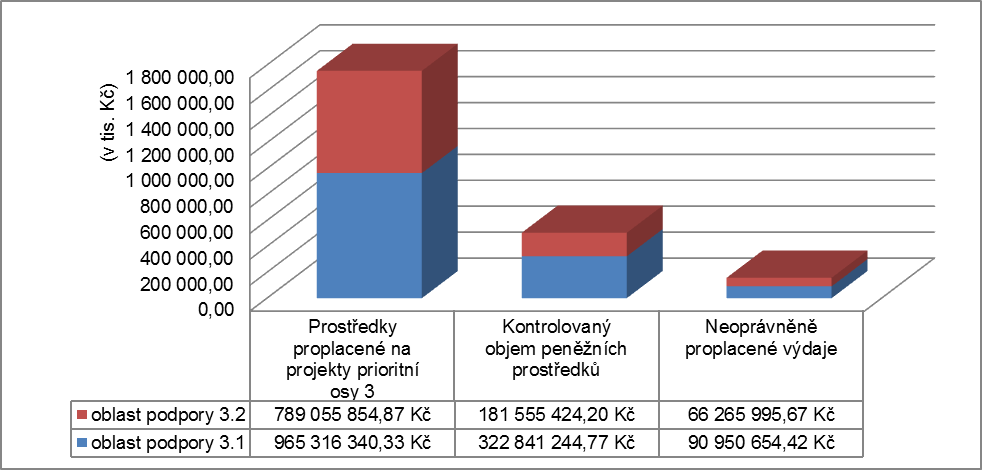 (v tis. Kč)
1 800 000,00
1 600 000,00
1 400 000,00
1 200 000,00
1 000 000,00
800 000,00
600 000,00
400 000,00
200 000,00
0,00
Prostředky
proplacené na
projekty prioritní
osy 3
Kontrolovaný
objem peněžních
prostředků
Neoprávněně
proplacené výdaje
oblast podpory 3.2 789 055 854,87 Kč 181 555 424,20 Kč 66 265 995,67 Kč
oblast podpory 3.1 965 316 340,33 Kč 322 841 244,77 Kč 90 950 654,42 Kč